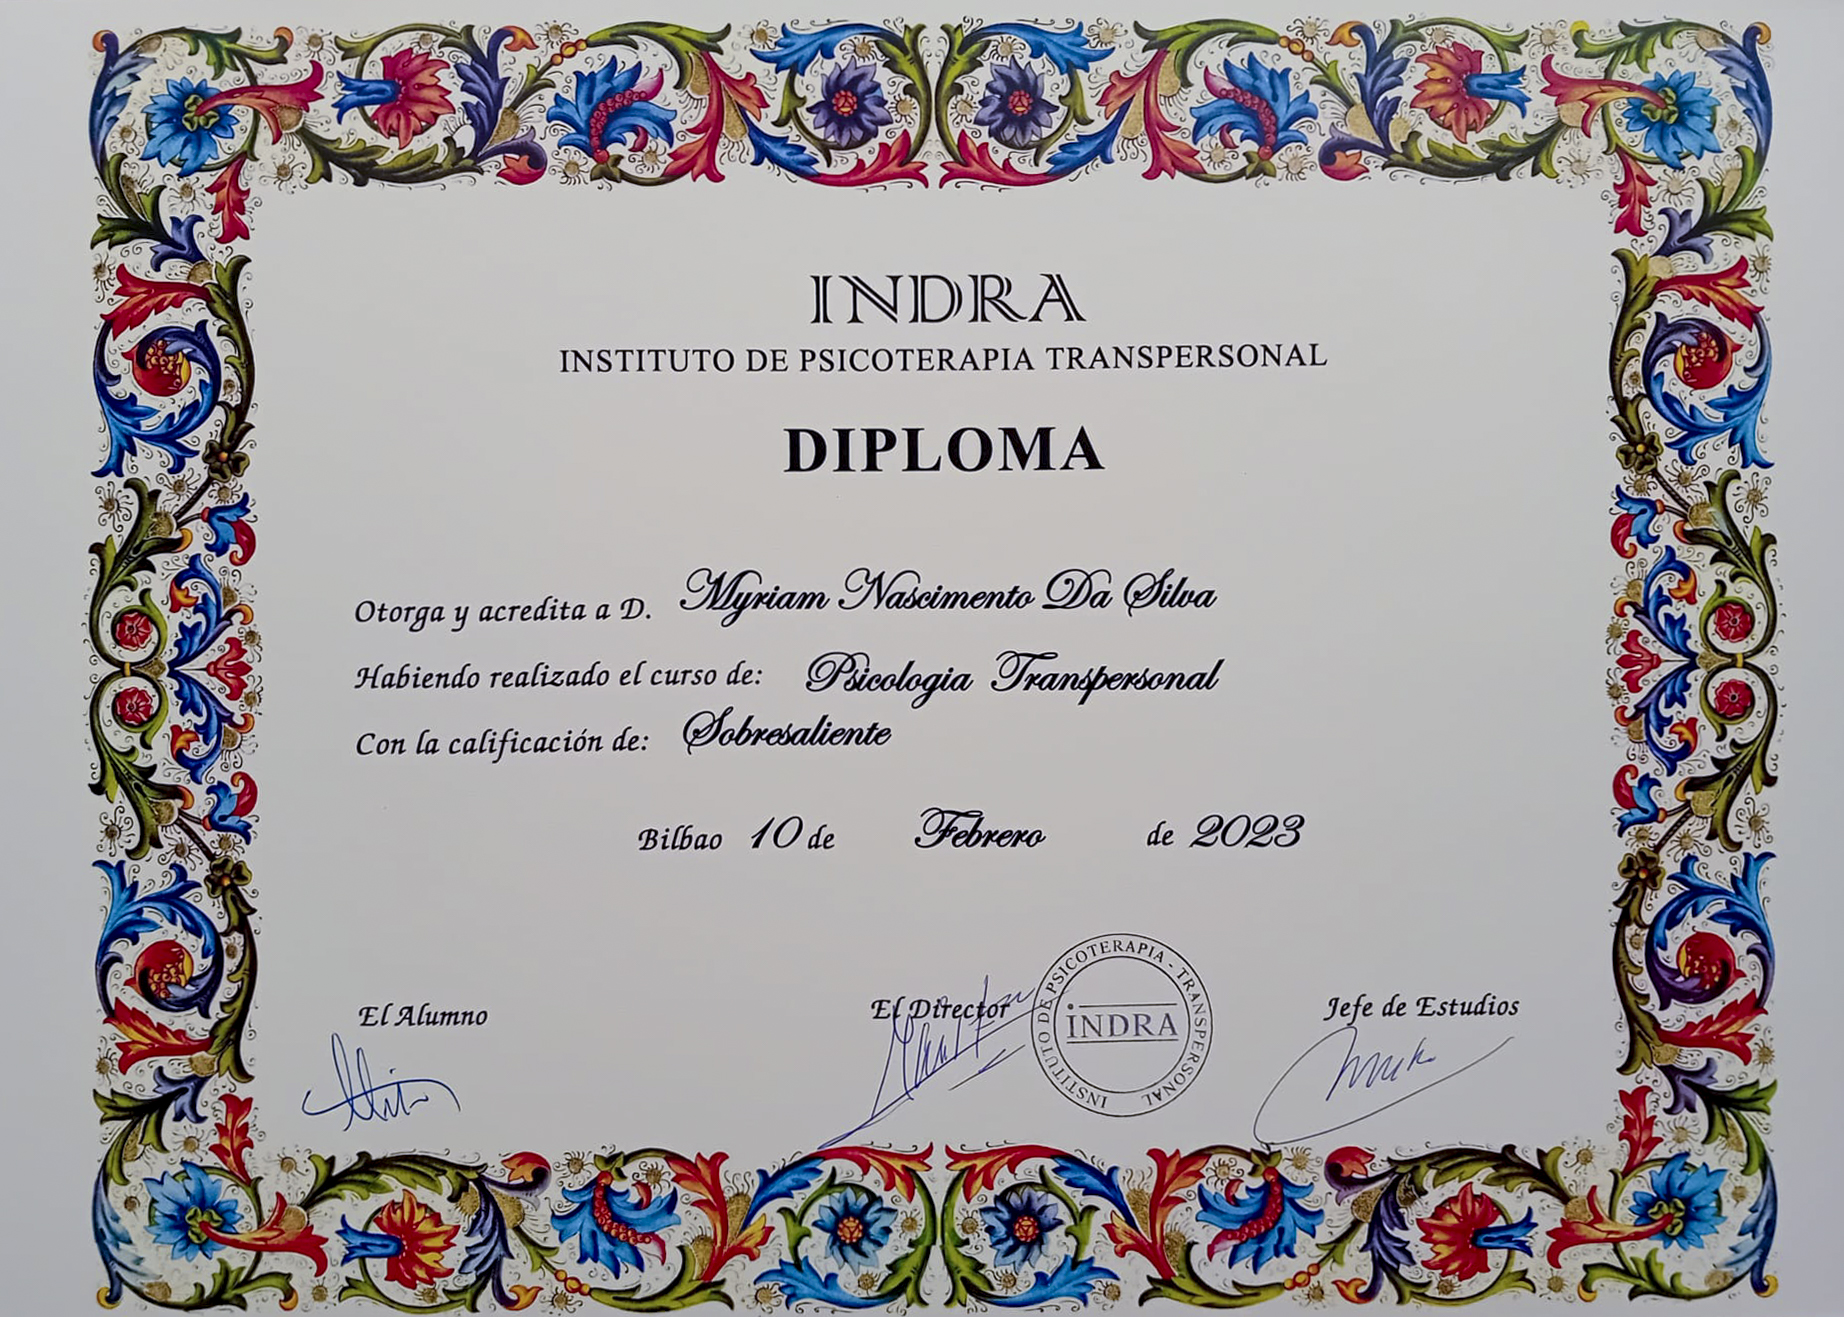 INDRA
INSTITUTO DE PSICOTERAPIA TRANSPERSONAL
DIPLOMA
Otorga y acredita a D. Myriam Nascimento Da Silva
Habiendo realizado el curso de: Psicologia Transpersonal
Con la calificación de: Sobresaliente
Bilbao 10 de Febrero de 2023
El Alumno
El Director
Jefe de Estudios
INSTITUTO DE PSICOTERAPIA - TRANSPERSONAL
INDRA